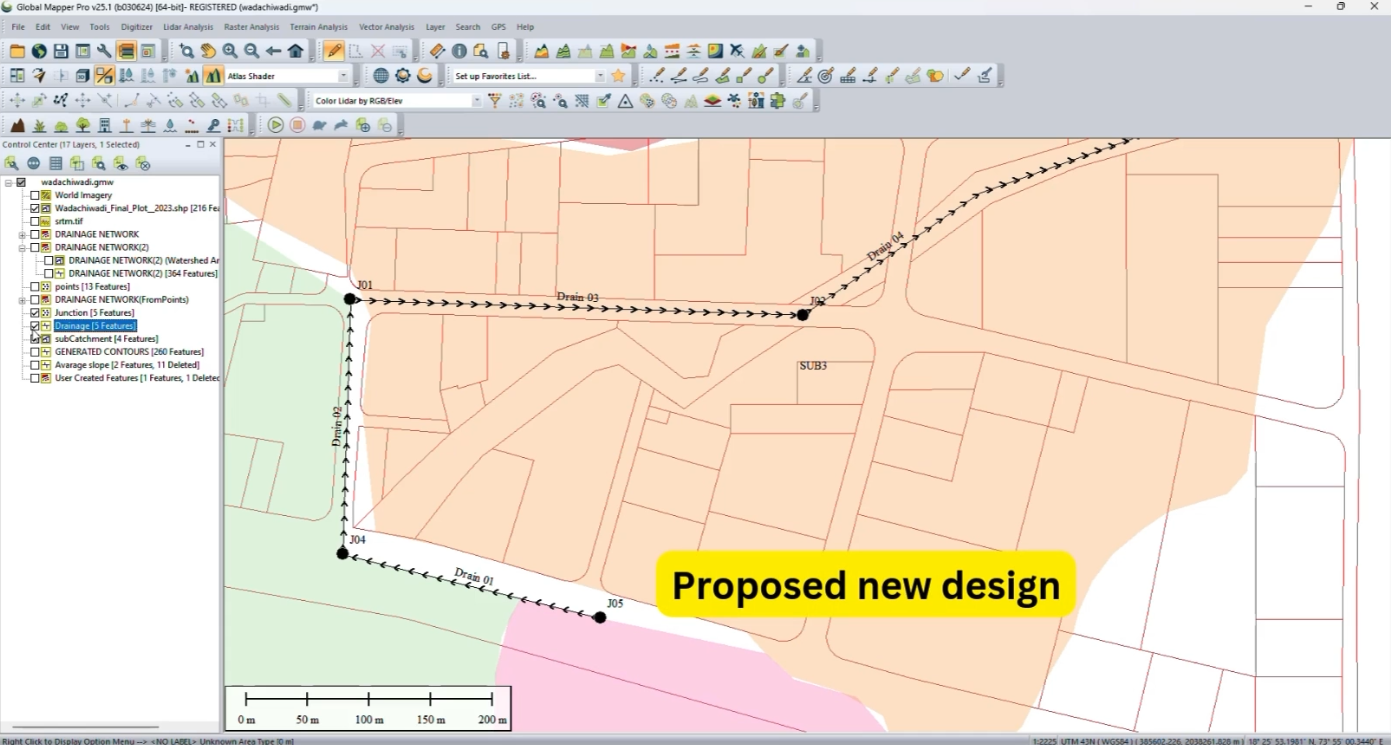 Global Mapper Pro v25.1 (b030624) [64-bit]- REGISTERED (wadachiwadi.gmw*)
File Edit View Tools Digitizer Lidar Analysis Raster Analysis Terrain Analysis Vector Analysis Layer Search GPS Help
Atlas Shader
Set up Favorites List...
Color Lidar by RGB/Elev
Control Center (17 Layers, 1 Selected)
wadachiwadi.gmw
World Imagery
Wadachiwadi_Final_Plot_2023.shp [216 Fea
srtm.tif
DRAINAGE NETWORK
DRAINAGE NETWORK(2)
DRAINAGE NETWORK(2) (Watershed Ar
DRAINAGE NETWORK(2) [364 Features]
points [13 Features]
DRAINAGE NETWORK(FromPoints)
Junction [5 Features]
Drainage [5 Features]
subCatchment [4 Features]
GENERATED CONTOURS [260 Features]
Avarage slope [2 Features, 11 Deleted]
User Created Features [1 Features, 1 Deleted
Drain 04
J01
Drain 03
J02
SUB3
Drain 02
J04
Drain 01
J05
Proposed new design
0 m 50 m 100 m 150 m 200 m
Right Click to Display Option Menu --> <NO LABEL> Unknown Area Type [0 m]
1:2225 UTM 43N ( WGS84 ) ( 385602.226, 2038261.828 m ) 18° 25' 53.1981" N, 73° 55' 00.3440" E